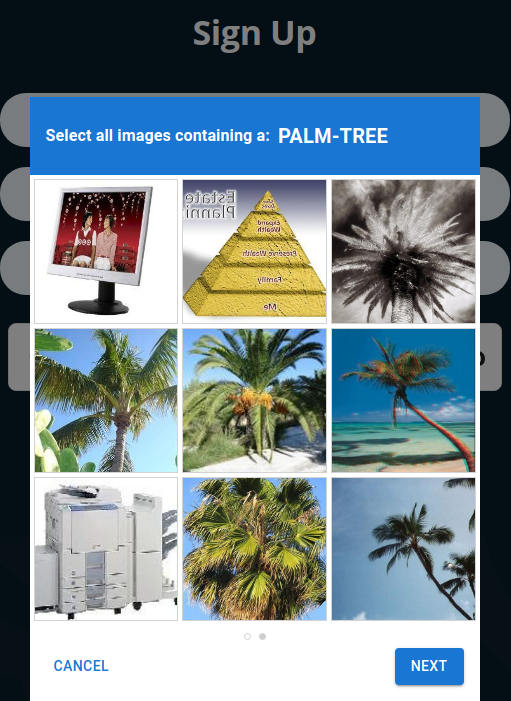 Sign Up
Select all images containing a: PALM-TREE
Estate
Planni
Expand
Wealth
Preserve Wealth
Family
Me
CANCEL
NEXT